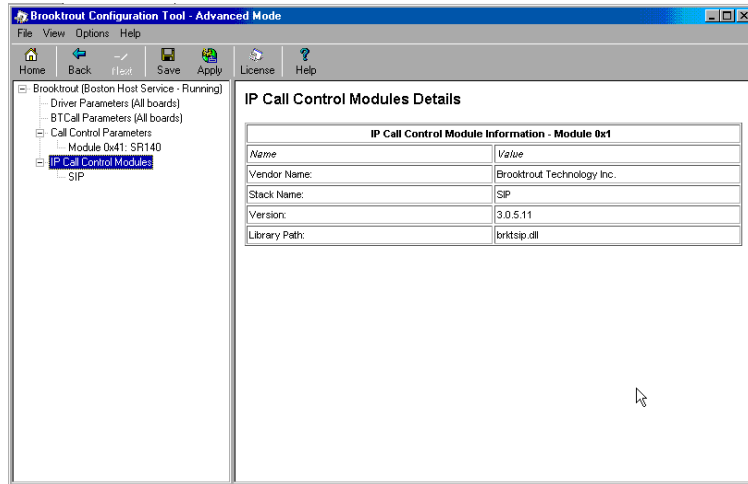 Brooktrout Configuration Tool - Advanced Mode
File View Options Help
Home Back Next Save Apply License Help
Brooktrout (Boston Host Service - Running)
Driver Parameters (All boards)
BTCall Parameters (All boards)
Call Control Parameters
Module 0x41: SR140
IP Call Control Modules
SIP
IP Call Control Modules Details
IP Call Control Module Information - Module 0x1
Name Value
Vendor Name: Brooktrout Technology Inc.
Stack Name: SIP
Version: 3.0.5.11
Library Path: brktsip.dll